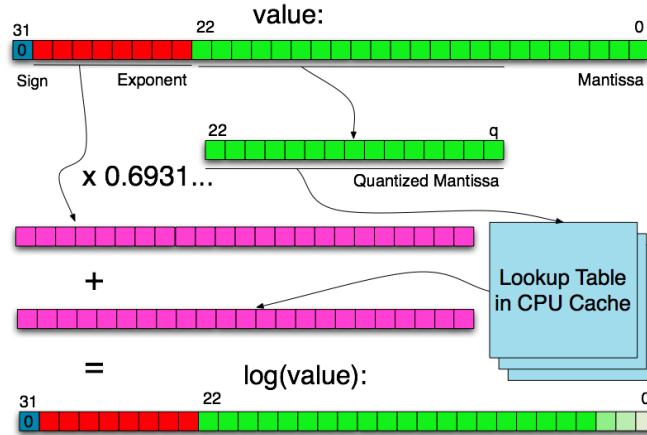 value:
31
22
0
0
Sign
Exponent
Mantissa
22
q
x 0.6931...
Quantized Mantissa
+
Lookup Table
in CPU Cache
=
log(value):
31
22
0
0